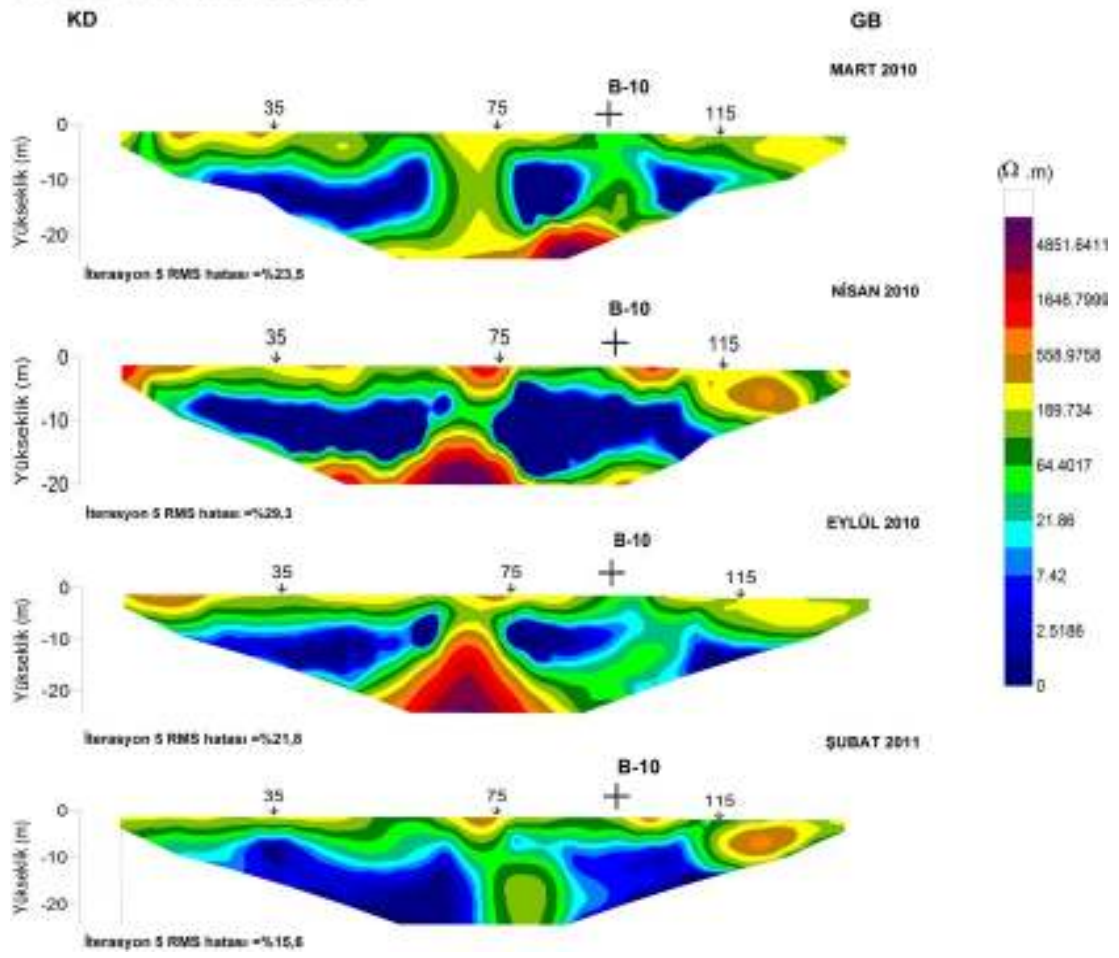 KD GB
MART 2010
B-10
35 75 115
0
-10
-20
Yükseklik (m)
İterasyon 5 RMS hatası =%23,5
NİSAN 2010
B-10
35 75 115
0
-10
-20
Yükseklik (m)
İterasyon 5 RMS hatası =%29,3
EYLÜL 2010
B-10
35 75 115
0
-10
-20
Yükseklik (m)
İterasyon 5 RMS hatası =%21,8
ŞUBAT 2011
B-10
35 75 115
0
-10
-20
Yükseklik (m)
İterasyon 5 RMS hatası =%15,6
(Ω .m)
4851.6411
1646.7999
558.9758
189.734
64.4017
21.86
7.42
2.5186
0